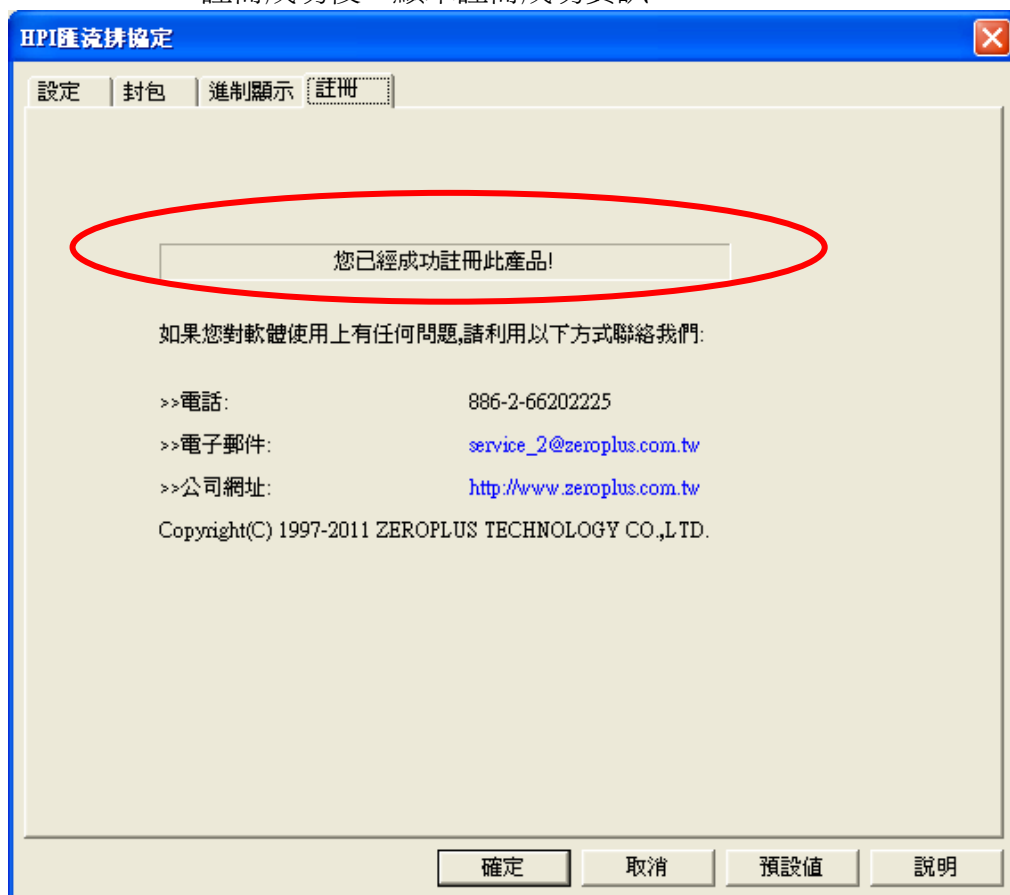 HPI匯流排協定
設定 封包 進制顯示 註冊
您已經成功註冊此產品!
如果您對軟體使用上有任何問題,請利用以下方式聯絡我們:
>>電話: 886-2-66202225
>>電子郵件: service_2@zeroplus.com.tw
>>公司網址: http://www.zeroplus.com.tw
Copyright(C) 1997-2011 ZEROPLUS TECHNOLOGY CO.,LTD.
確定 取消 預設值 說明